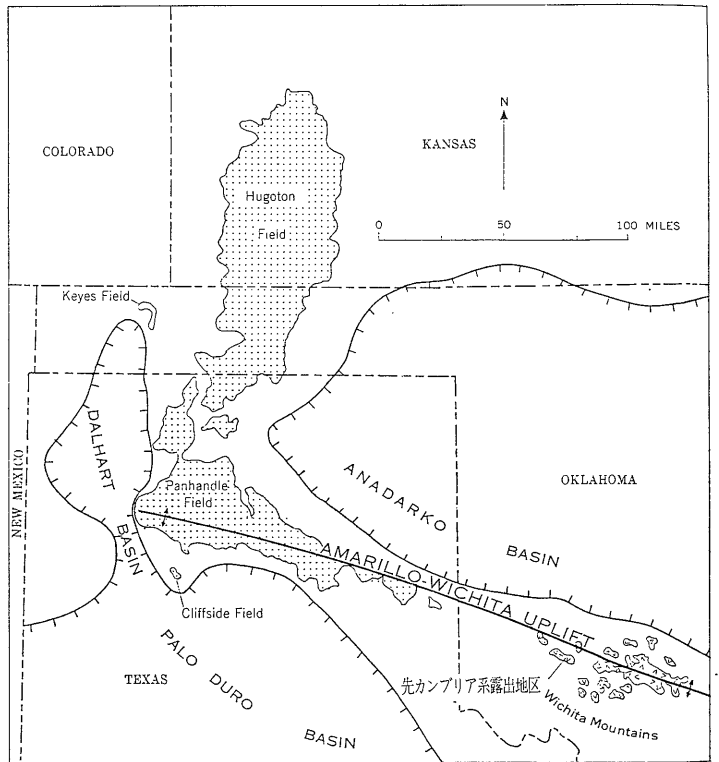 COLORADO
KANSAS
N
Hugoton
Field
0 50 100 MILES
Keyes Field
NEW MEXICO
DALHART
BASIN
Panhandle
Field
ANADARKO
BASIN
OKLAHOMA
AMARILLO-WICHITA UPLIFT
Cliffside Field
PALO DURO
BASIN
TEXAS
先カンブリア系露出地区
Wichita Mountains